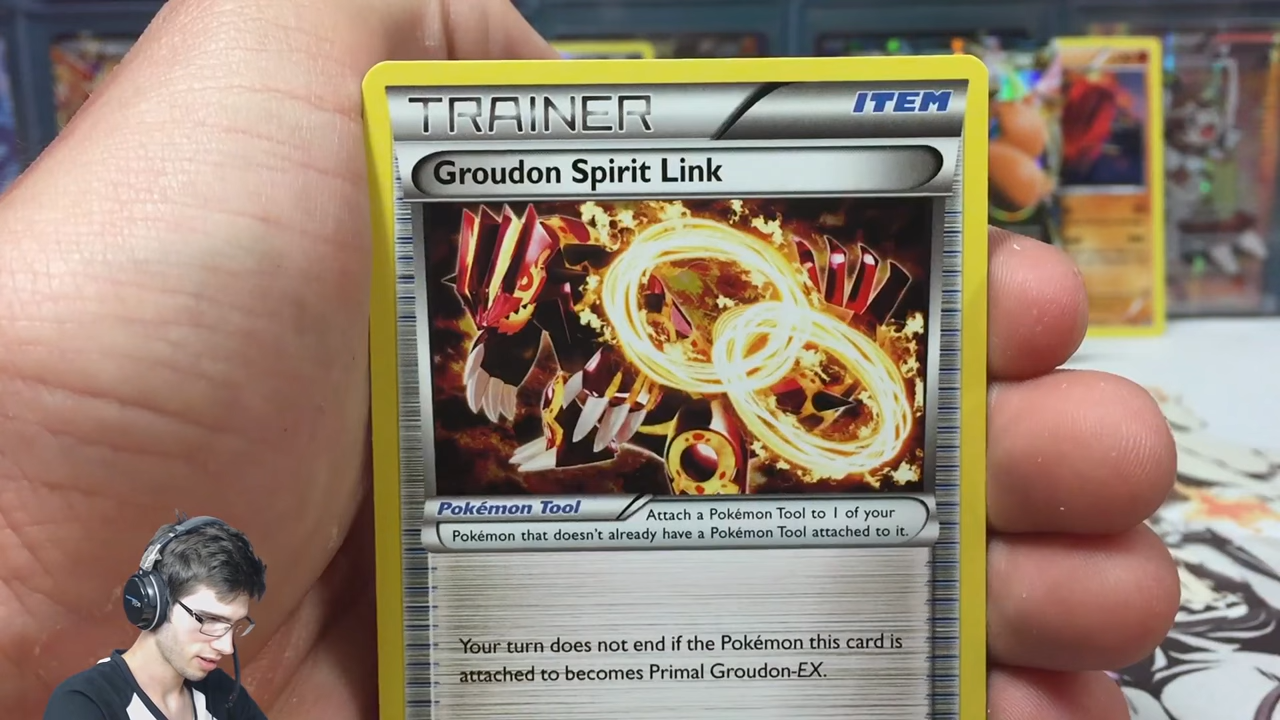 TRAINER
ITEM
Groudon Spirit Link
Pokémon Tool
Attach a Pokémon Tool to 1 of your
Pokémon that doesn't already have a Pokémon Tool attached to it.
Your turn does not end if the Pokémon this card is
attached to becomes Primal Groudon-EX.